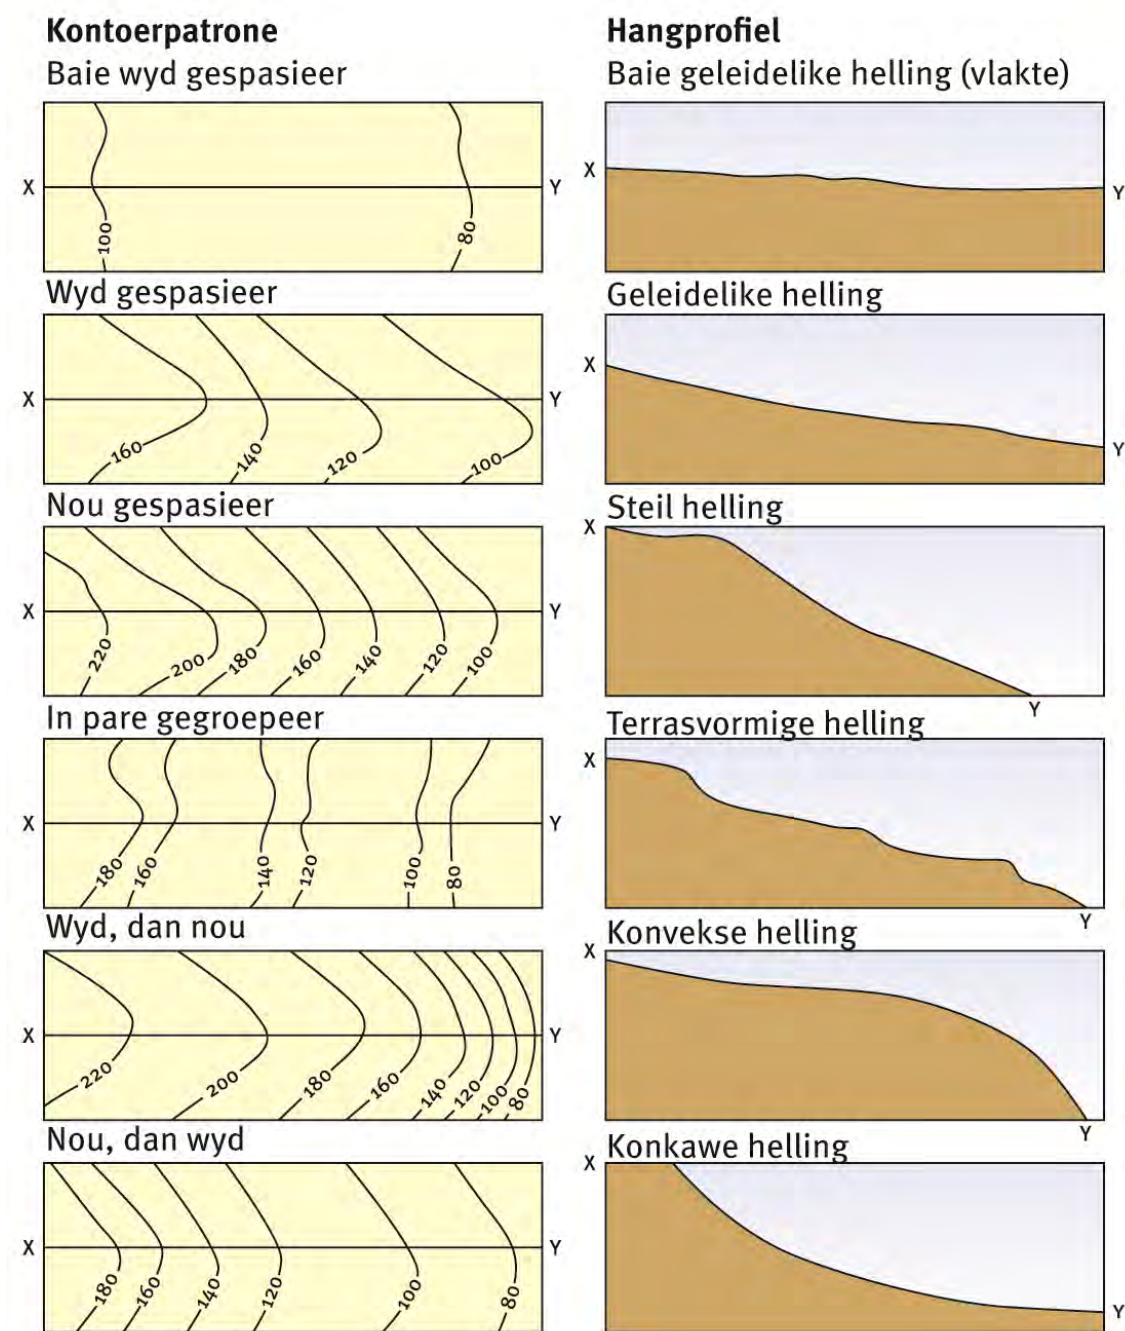 Kontoerpatrone
Hangprofiel
Baie wyd gespasieer
Baie geleidelike helling (vlakte)
X 100 80 Y
X Y
Wyd gespasieer
Geleidelike helling
X 160 140 120 100 Y
X Y
Nou gespasieer
Steil helling
X 220 200 180 160 140 120 100 Y
X Y
In pare gegroepeer
Terrasvormige helling
X 180 160 140 120 100 80 Y
X Y
Wyd, dan nou
Konvekse helling
X 220 200 180 160 140 120 100 80 Y
X Y
Nou, dan wyd
Konkawe helling
X 180 160 140 120 100 80 Y
X Y